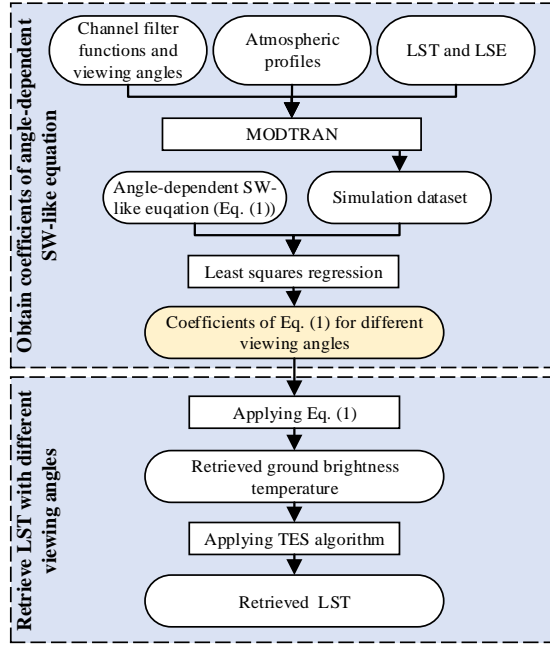 Obtain coefficients of angle-dependent
SW-like equation
Channel filter
functions and
viewing angles
Atmospheric
profiles
LST and LSE
MODTRAN
Angle-dependent SW-
like euqation (Eq. (1))
Simulation dataset
Least squares regression
Coefficients of Eq. (1) for different
viewing angles
Retrieve LST with different
viewing angles
Applying Eq. (1)
Retrieved ground brightness
temperature
Applying TES algorithm
Retrieved LST